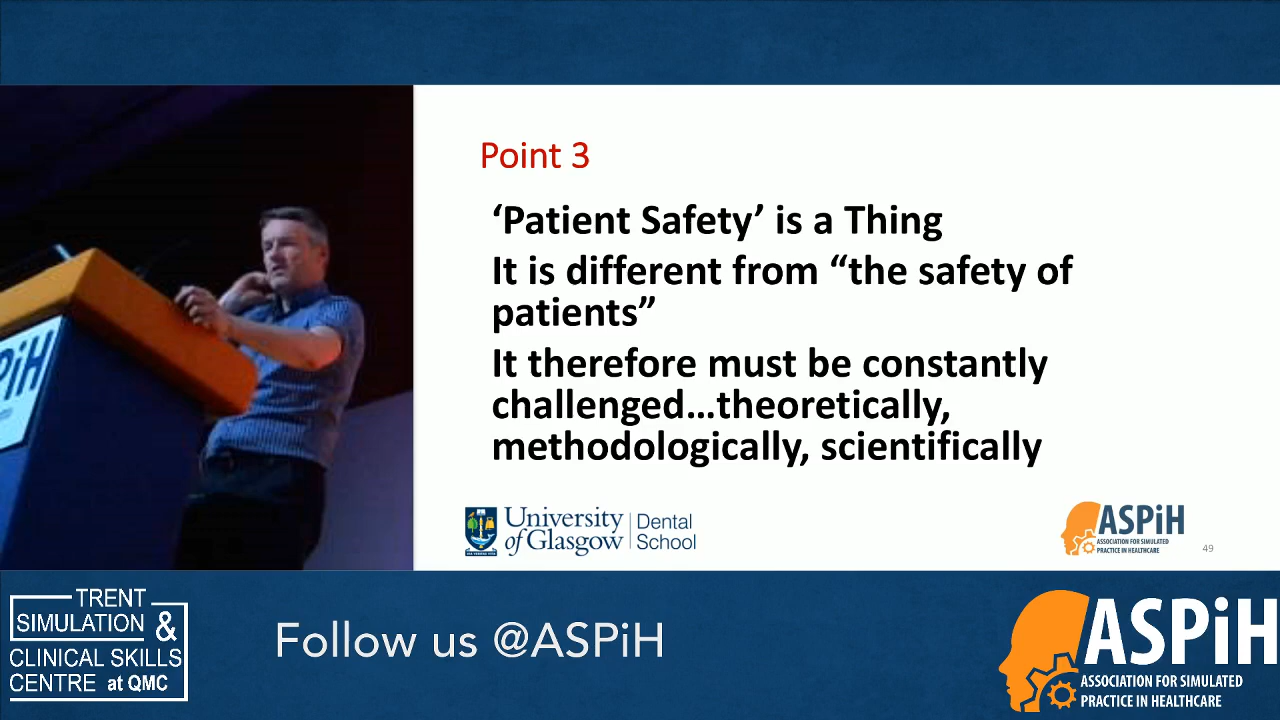 Point 3
‘Patient Safety’ is a Thing
It is different from “the safety of
patients”
It therefore must be constantly
challenged…theoretically,
methodologically, scientifically
PiH
University
of Glasgow
Dental
School
ASPiH
ASSOCIATION FOR SIMULATED
PRACTICE IN HEALTHCARE
49
TRENT
SIMULATION &
CLINICAL SKILLS
CENTRE at QMC
Follow us @ASPiH
ASPiH
ASSOCIATION FOR SIMULATED
PRACTICE IN HEALTHCARE